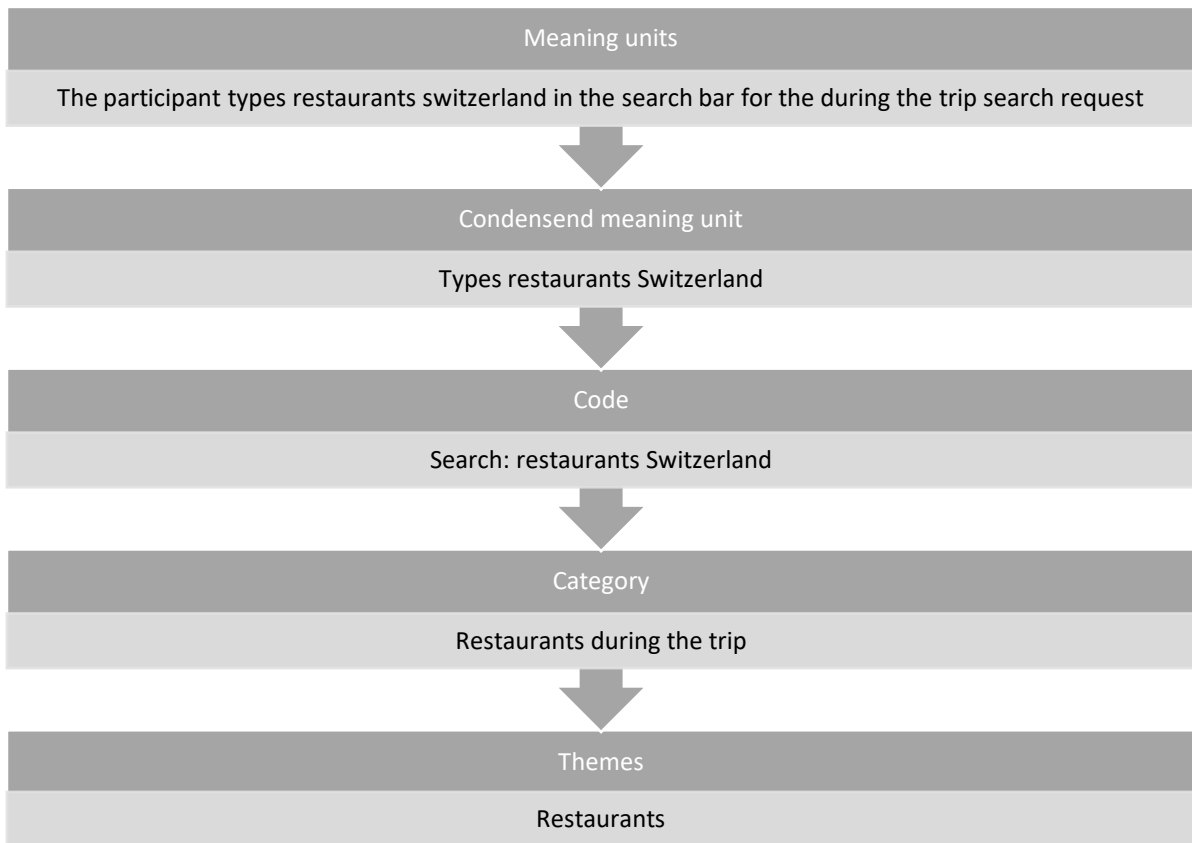 Meaning units
The participant types restaurants switzerland in the search bar for the during the trip search request
Condensend meaning unit
Types restaurants Switzerland
Code
Search: restaurants Switzerland
Category
Restaurants during the trip
Themes
Restaurants